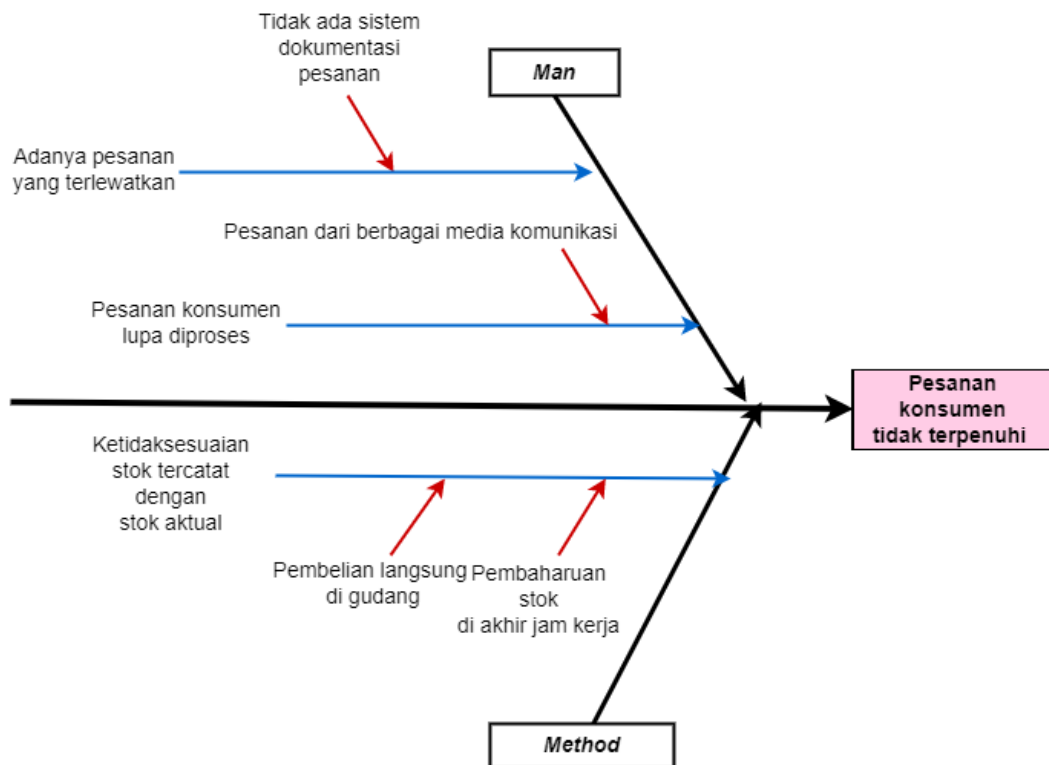 Tidak ada sistem
dokumentasi
pesanan
Man
Adanya pesanan
yang terlewatkan
Pesanan dari berbagai media komunikasi
Pesanan konsumen
lupa diproses
Pesanan
konsumen
tidak terpenuhi
Ketidaksesuaian
stok tercatat
dengan
stok aktual
Pembelian langsung
di gudang
Pembaharuan
stok
di akhir jam kerja
Method